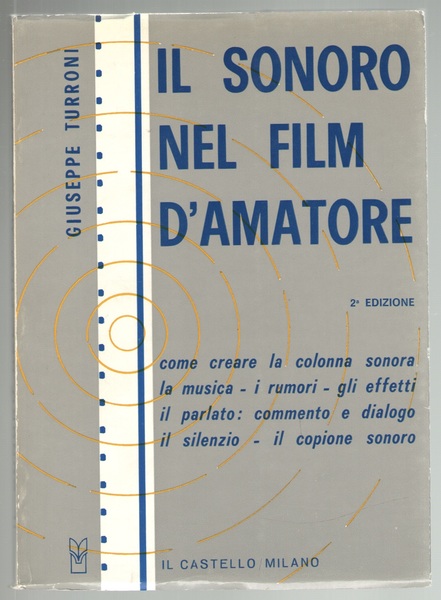 GIUSEPPE TURRONI
IL SONORO
NEL FILM
D'AMATORE
2ª EDIZIONE
come creare la colonna sonora
la musica - i rumori - gli effetti
il parlato: commento e dialogo
il silenzio - il copione sonoro
IL CASTELLO MILANO